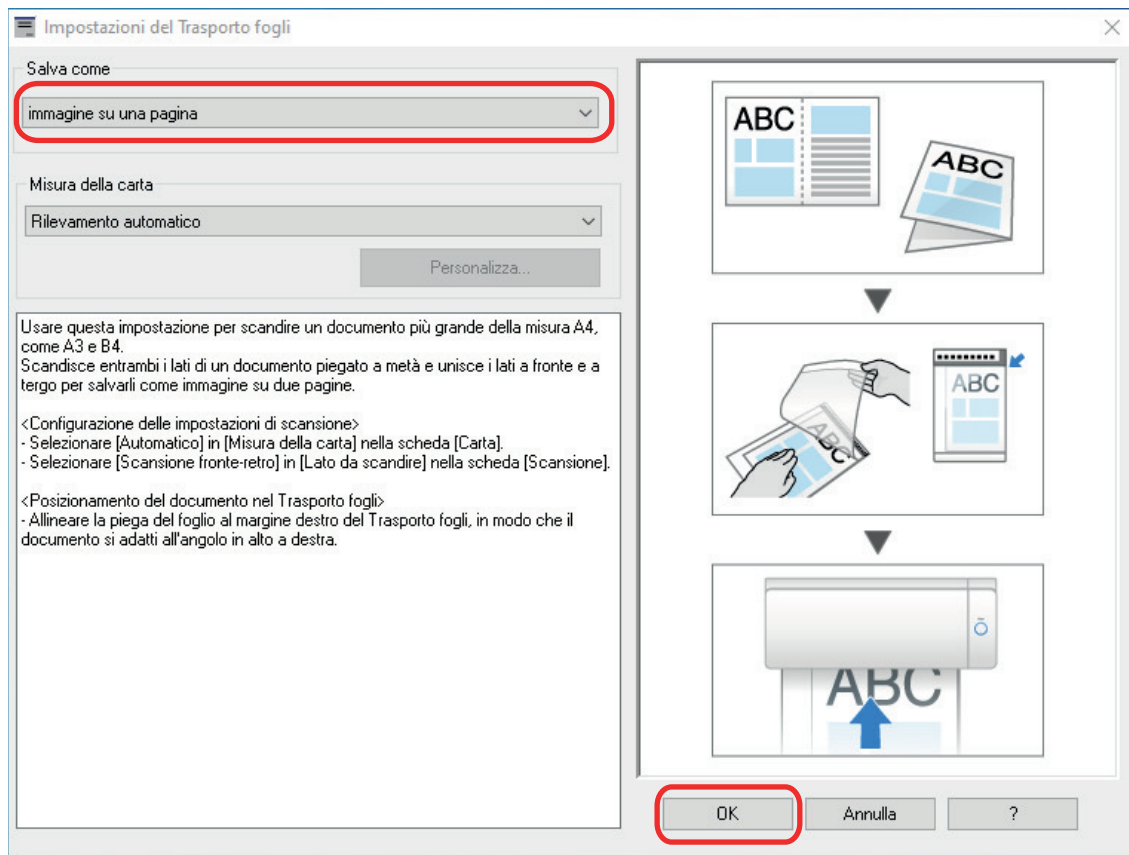 Impostazioni del Trasporto fogli
Salva come
immagine su una pagina
Misura della carta
Rilevamento automatico
Personalizza...
Usare questa impostazione per scandire un documento più grande della misura A4,
come A3 e B4.
Scandisce entrambi i lati di un documento piegato a metà e unisce i lati a fronte e a
tergo per salvarli come immagine su due pagine.
<Configurazione delle impostazioni di scansione>
- Selezionare [Automatico] in [Misura della carta] nella scheda [Carta].
- Selezionare [Scansione fronte-retro] in [Lato da scandire] nella scheda [Scansione].
<Posizionamento del documento nel Trasporto fogli>
- Allineare la piega del foglio al margine destro del Trasporto fogli, in modo che il
documento si adatti all'angolo in alto a destra.
ABC
ABC
ABC
ABC
ABC
OK
Annulla
?